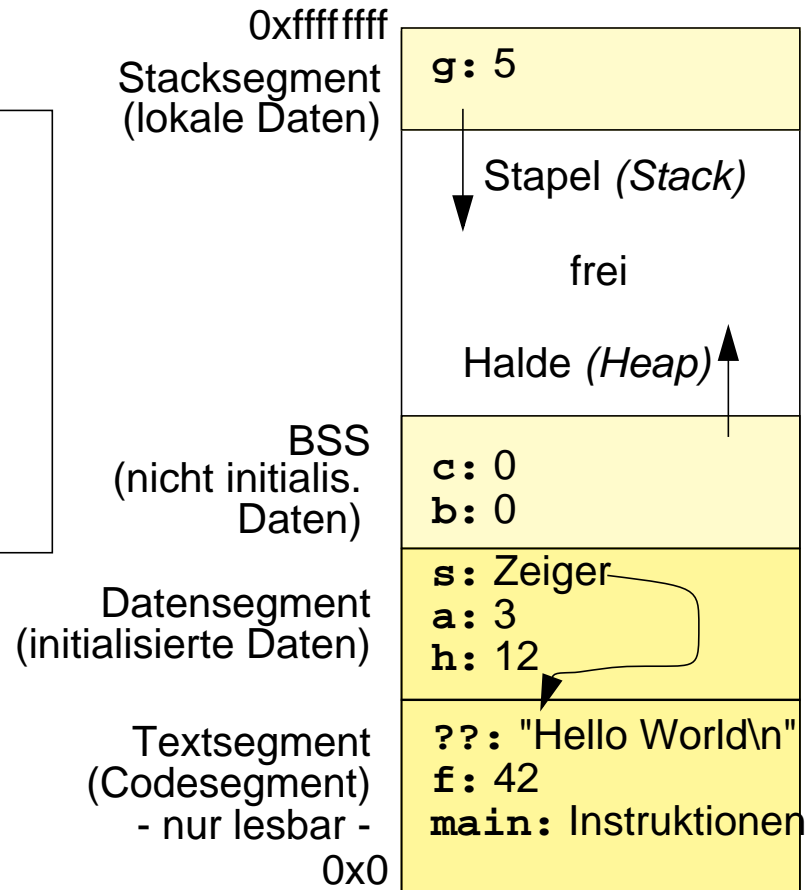 0xffffffff
Stacksegment
(lokale Daten)
g: 5
Stapel (Stack)
frei
Halde (Heap)
BSS
(nicht initialis.
Daten)
c: 0
b: 0
Datensegment
(initialisierte Daten)
s: Zeiger
a: 3
h: 12
Textsegment
(Codesegment)
- nur lesbar -
0x0
??: "Hello World\n"
f: 42
main: Instruktionen